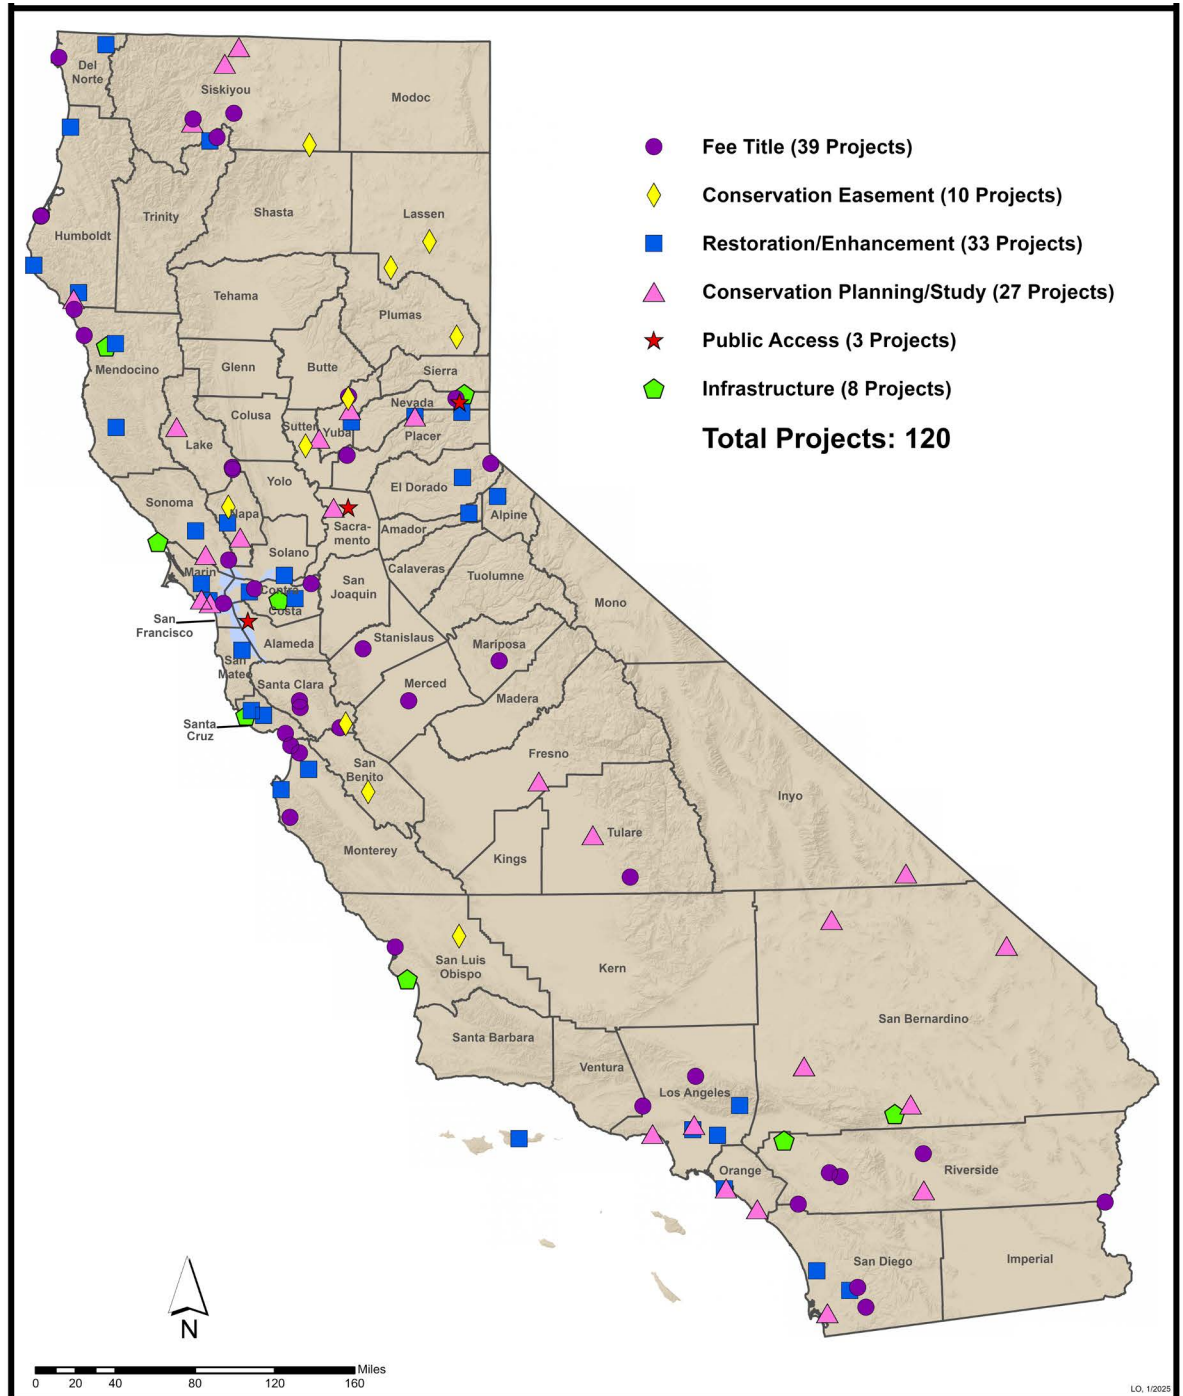 Del
Norte
Siskiyou
Modoc
Fee Title (39 Projects)
Conservation Easement (10 Projects)
Restoration/Enhancement (33 Projects)
Conservation Planning/Study (27 Projects)
Public Access (3 Projects)
Infrastructure (8 Projects)
Total Projects: 120
Trinity
Shasta
Lassen
Humboldt
Tehama
Plumas
Mendocino
Glenn
Butte
Sierra
Nevada
Colusa
Sutter
Yuba
Placer
Lake
Yolo
El Dorado
Sonoma
Napa
Sacra-
mento
Amador
Alpine
Solano
Marin
Calaveras
Tuolumne
San
Joaquin
Contra
Costa
Mono
San
Francisco
Alameda
Stanislaus
Mariposa
San
Mateo
Santa Clara
Merced
Madera
Santa
Cruz
San
Benito
Fresno
Inyo
Monterey
Kings
Tulare
San Luis
Obispo
Kern
San Bernardino
Santa Barbara
Ventura
Los Angeles
Orange
Riverside
San Diego
Imperial
N
Miles
0 20 40 80 120 160
LO, 1/2025